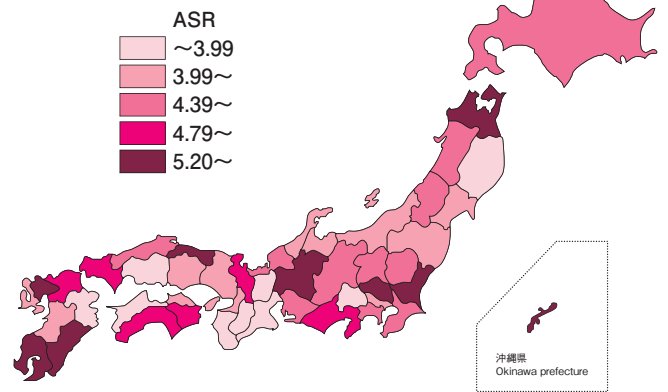 ASR
～3.99
3.99～
4.39～
4.79～
5.20～
沖縄県
Okinawa prefecture